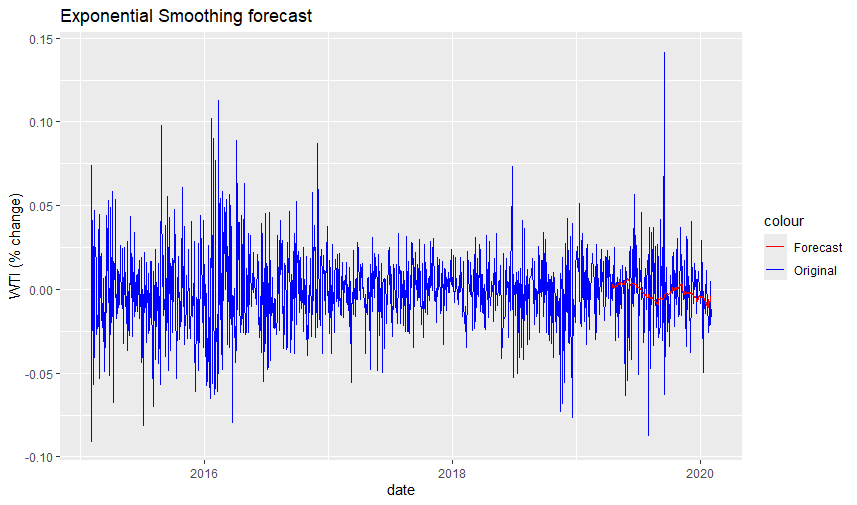 Exponential Smoothing forecast
WTI (% change)
0.15
0.10
0.05
0.00
-0.05
-0.10
2016
2018
2020
date
colour
Forecast
Original